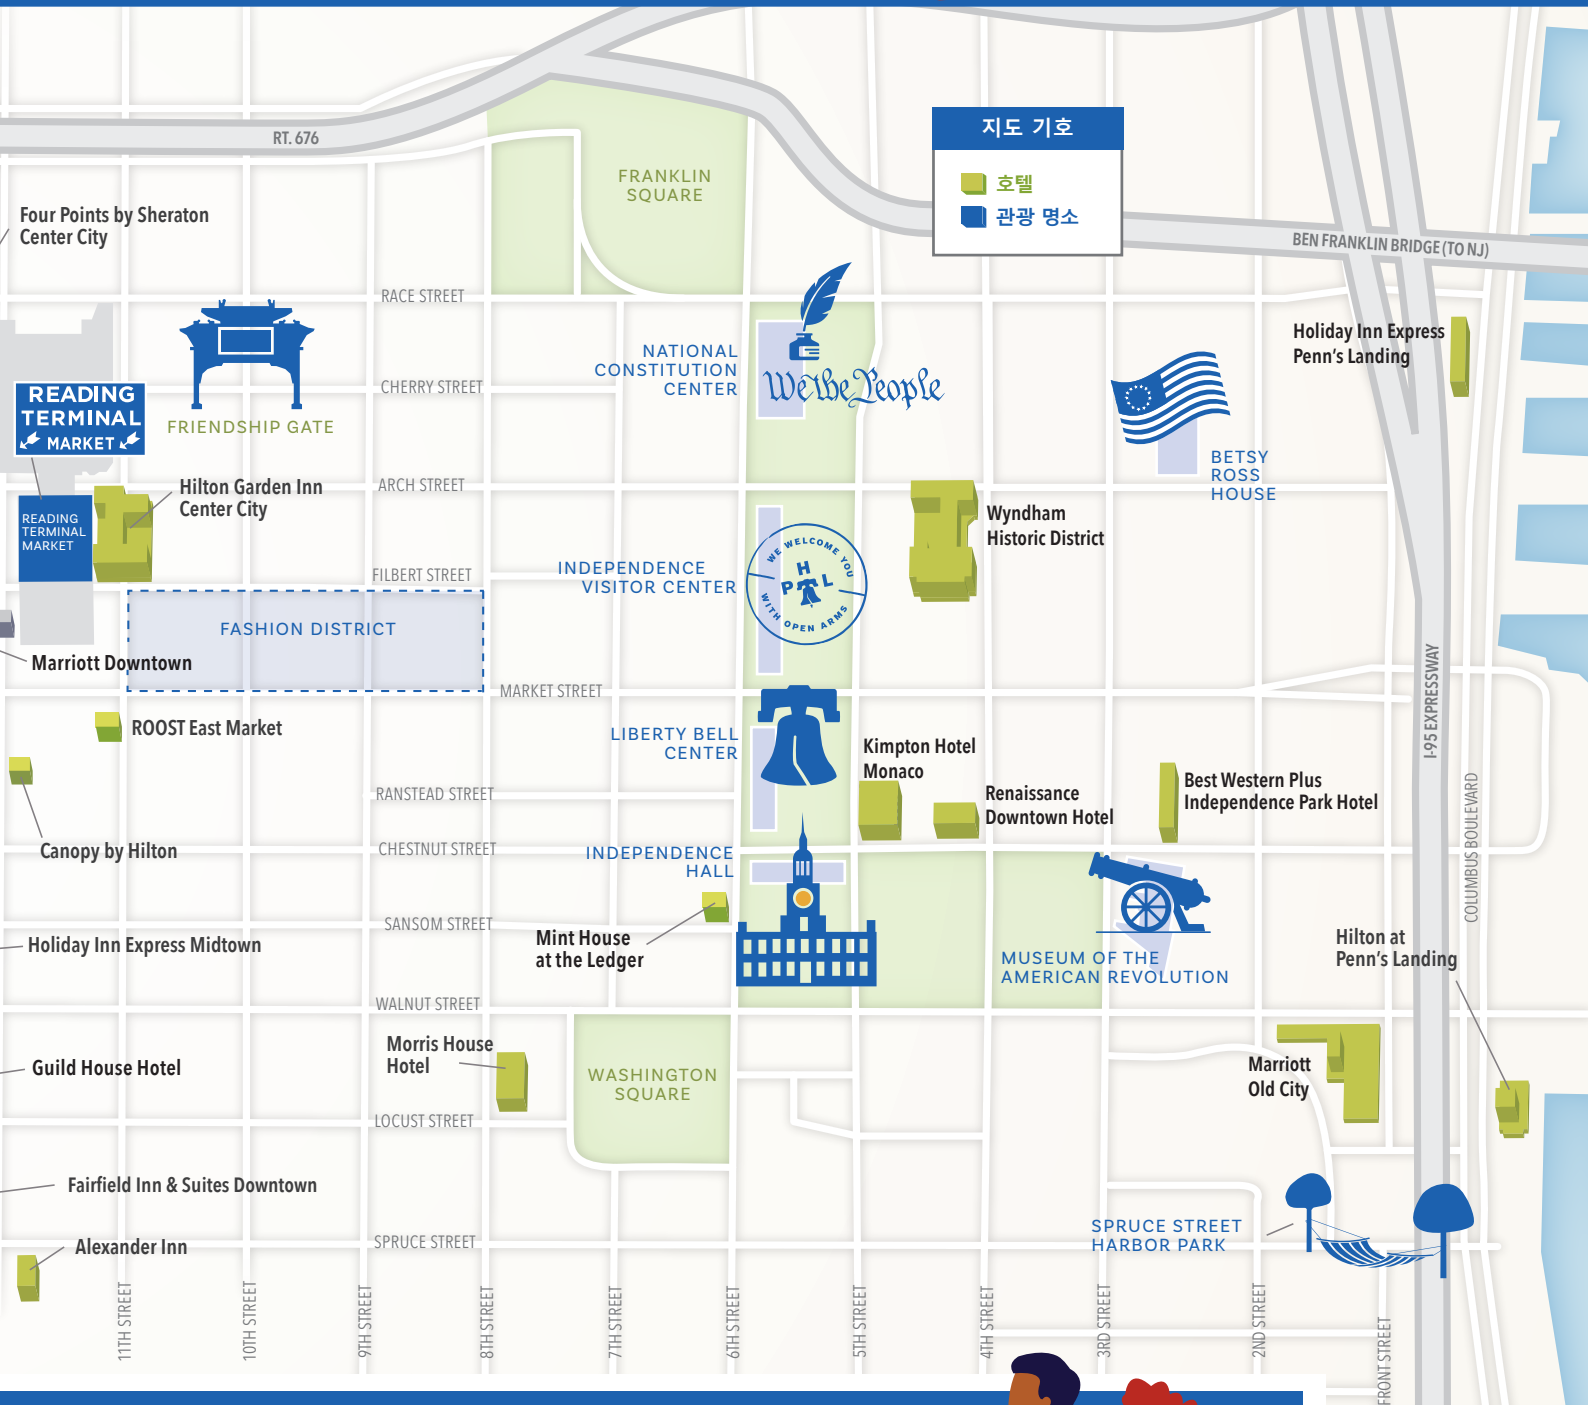 RT. 676
FRANKLIN
SQUARE
지도 기호
호텔
관광 명소
BEN FRANKLIN BRIDGE (TO NJ)
Four Points by Sheraton
Center City
RACE STREET
NATIONAL
CONSTITUTION
CENTER
We the People
Holiday Inn Express
Penn's Landing
CHERRY STREET
READING
TERMINAL
MARKET
FRIENDSHIP GATE
BETSY
ROSS
HOUSE
Hilton Garden Inn
Center City
ARCH STREET
READING
TERMINAL
MARKET
Wyndham
Historic District
FILBERT STREET
INDEPENDENCE
VISITOR CENTER
WE WELCOME YOU
PHL
WITH OPEN ARMS
FASHION DISTRICT
Marriott Downtown
MARKET STREET
I-95 EXPRESSWAY
ROOST East Market
LIBERTY BELL
CENTER
Kimpton Hotel
Monaco
Renaissance
Downtown Hotel
Best Western Plus
Independence Park Hotel
RANSTEAD STREET
COLUMBUS BOULEVARD
Canopy by Hilton
CHESTNUT STREET
INDEPENDENCE
HALL
SANSOM STREET
Mint House
at the Ledger
Holiday Inn Express Midtown
MUSEUM OF THE
AMERICAN REVOLUTION
Hilton at
Penn's Landing
WALNUT STREET
Morris House
Hotel
Guild House Hotel
WASHINGTON
SQUARE
Marriott
Old City
LOCUST STREET
Fairfield Inn & Suites Downtown
SPRUCE STREET
HARBOR PARK
Alexander Inn
SPRUCE STREET
11TH STREET
10TH STREET
9TH STREET
8TH STREET
7TH STREET
6TH STREET
5TH STREET
4TH STREET
3RD STREET
2ND STREET
FRONT STREET